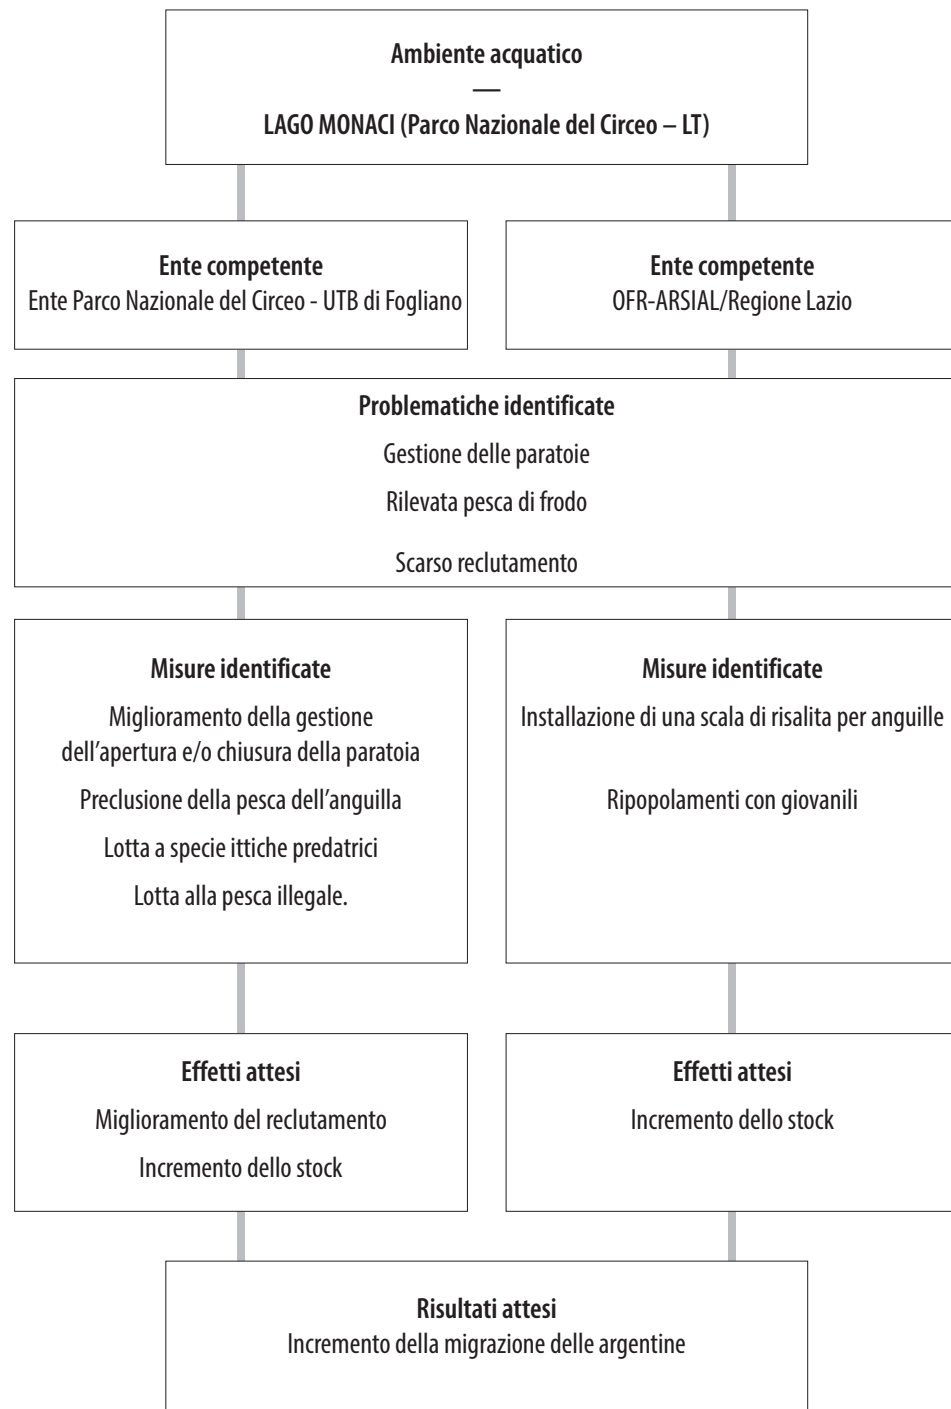 Ambiente acquatico
—
LAGO MONACI (Parco Nazionale del Circeo – LT)
Ente competente
Ente Parco Nazionale del Circeo - UTB di Fogliano
Ente competente
OFR-ARSIAL/Regione Lazio
Problematiche identificate
Gestione delle paratoie
Rilevata pesca di frodo
Scarso reclutamento
Misure identificate
Miglioramento della gestione
dell’apertura e/o chiusura della paratoia
Preclusione della pesca dell’anguilla
Lotta a specie ittiche predatrici
Lotta alla pesca illegale.
Misure identificate
Installazione di una scala di risalita per anguille
Ripopolamenti con giovanili
Effetti attesi
Miglioramento del reclutamento
Incremento dello stock
Effetti attesi
Incremento dello stock
Risultati attesi
Incremento della migrazione delle argentine